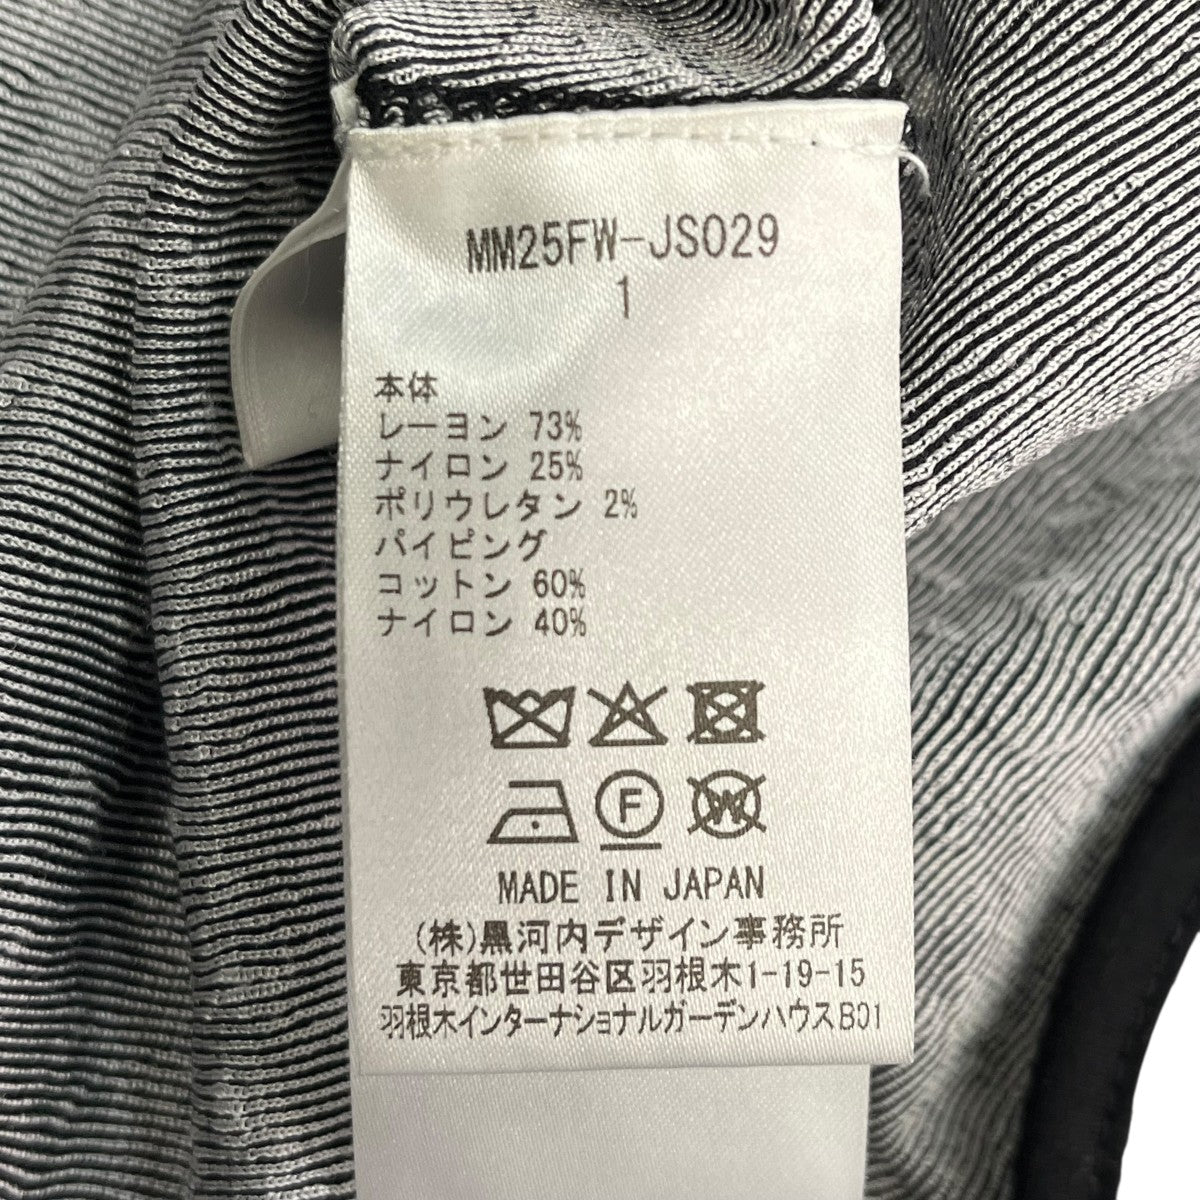 MM25FW-JS029
1
本体
レーヨン 73%
ナイロン 25%
ポリウレタン 2%
パイピング
コットン 60%
ナイロン 40%
F W
MADE IN JAPAN
(株)黒河内デザイン事務所
東京都世田谷区羽根木1-19-15
羽根木インターナショナルガーデンハウスB01